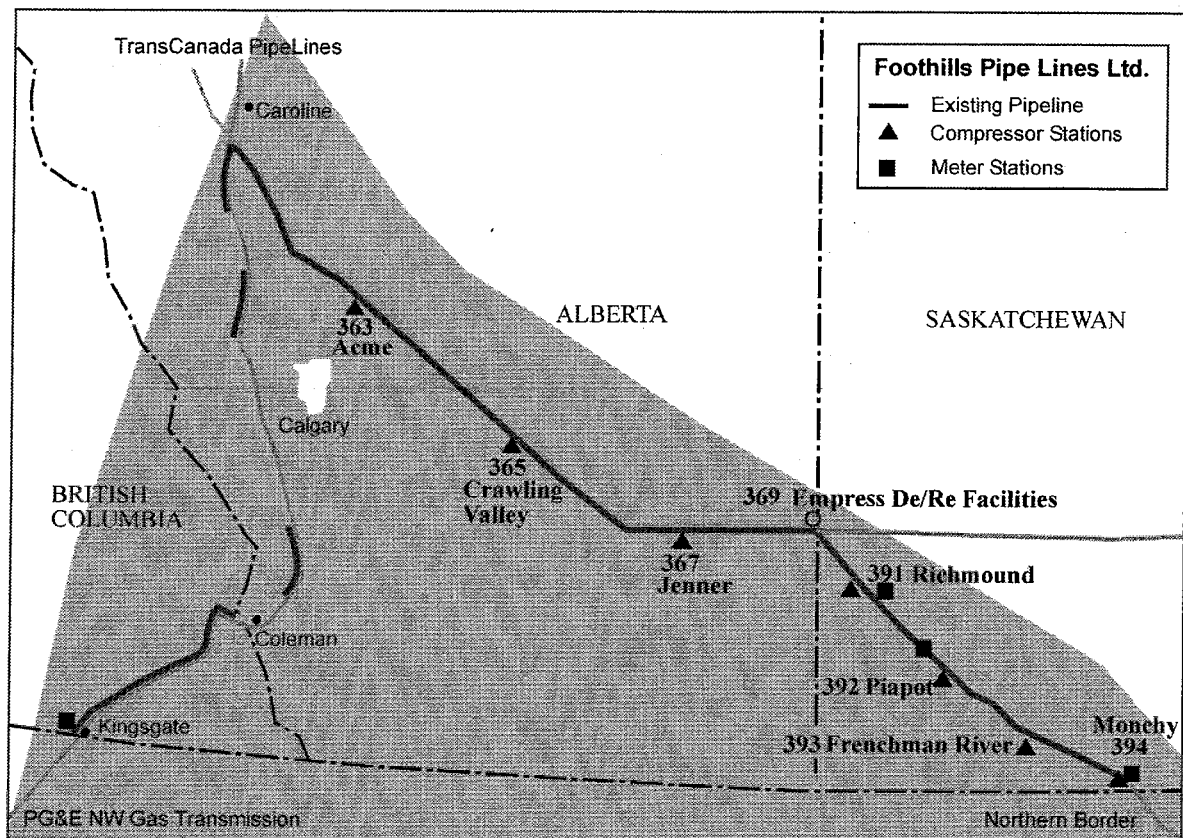 TransCanada PipeLines
Caroline
Foothills Pipe Lines Ltd.
Existing Pipeline
Compressor Stations
Meter Stations
ALBERTA
SASKATCHEWAN
363
Acme
Calgary
365
Crawling
Valley
BRITISH
COLUMBIA
369 Empress De/Re Facilities
367
Jenner
391 Richmound
Coleman
392 Piapot
Kingsgate
393 Frenchman River
Monchy
394
PG&E NW Gas Transmission
Northern Border